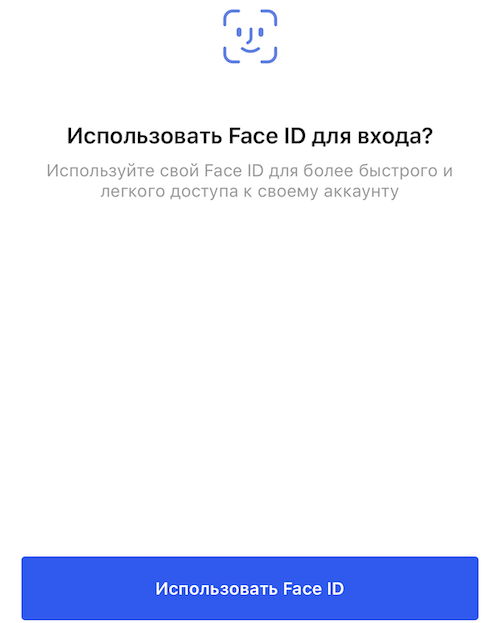 Использовать Face ID для входа?
Используйте свой Face ID для более быстрого и
легкого доступа к своему аккаунту
Использовать Face ID